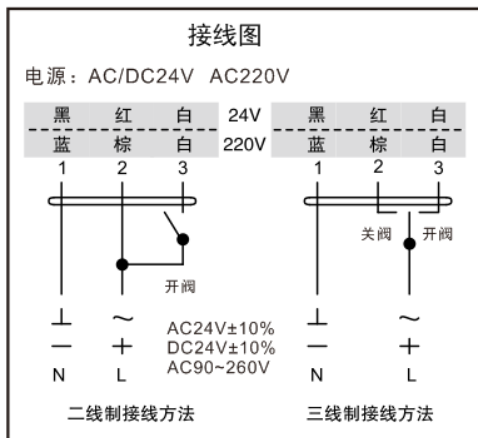 接线图
电源：AC/DC24V AC220V
黑 红 白 24V 黑 红 白
蓝 棕 白 220V 蓝 棕 白
1 2 3 1 2 3
关阀 开阀
开阀
⊥ ~ ⊥ ~
AC24V±10%
— + DC24V±10% — +
AC90~260V
N L N L
二线制接线方法 三线制接线方法